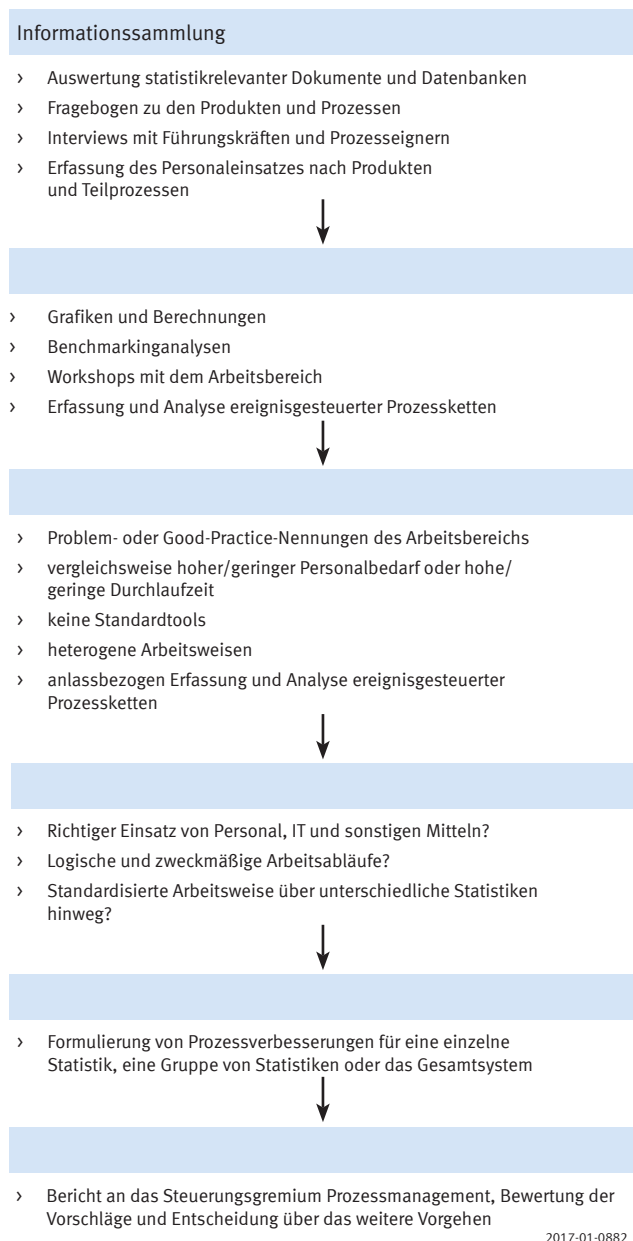 Informationssammlung
› Auswertung statistikrelevanter Dokumente und Datenbanken
› Fragebogen zu den Produkten und Prozessen
› Interviews mit Führungskräften und Prozesseignern
› Erfassung des Personaleinsatzes nach Produkten
und Teilprozessen
› Grafiken und Berechnungen
› Benchmarkinganalysen
› Workshops mit dem Arbeitsbereich
› Erfassung und Analyse ereignisgesteuerter Prozessketten
› Problem- oder Good-Practice-Nennungen des Arbeitsbereichs
› vergleichsweise hoher/geringer Personalbedarf oder hohe/
geringe Durchlaufzeit
› keine Standardtools
› heterogene Arbeitsweisen
› anlassbezogen Erfassung und Analyse ereignisgesteuerter
Prozessketten
› Richtiger Einsatz von Personal, IT und sonstigen Mitteln?
› Logische und zweckmäßige Arbeitsabläufe?
› Standardisierte Arbeitsweise über unterschiedliche Statistiken
hinweg?
› Formulierung von Prozessverbesserungen für eine einzelne
Statistik, eine Gruppe von Statistiken oder das Gesamtsystem
› Bericht an das Steuerungsgremium Prozessmanagement, Bewertung der
Vorschläge und Entscheidung über das weitere Vorgehen
2017-01-0882